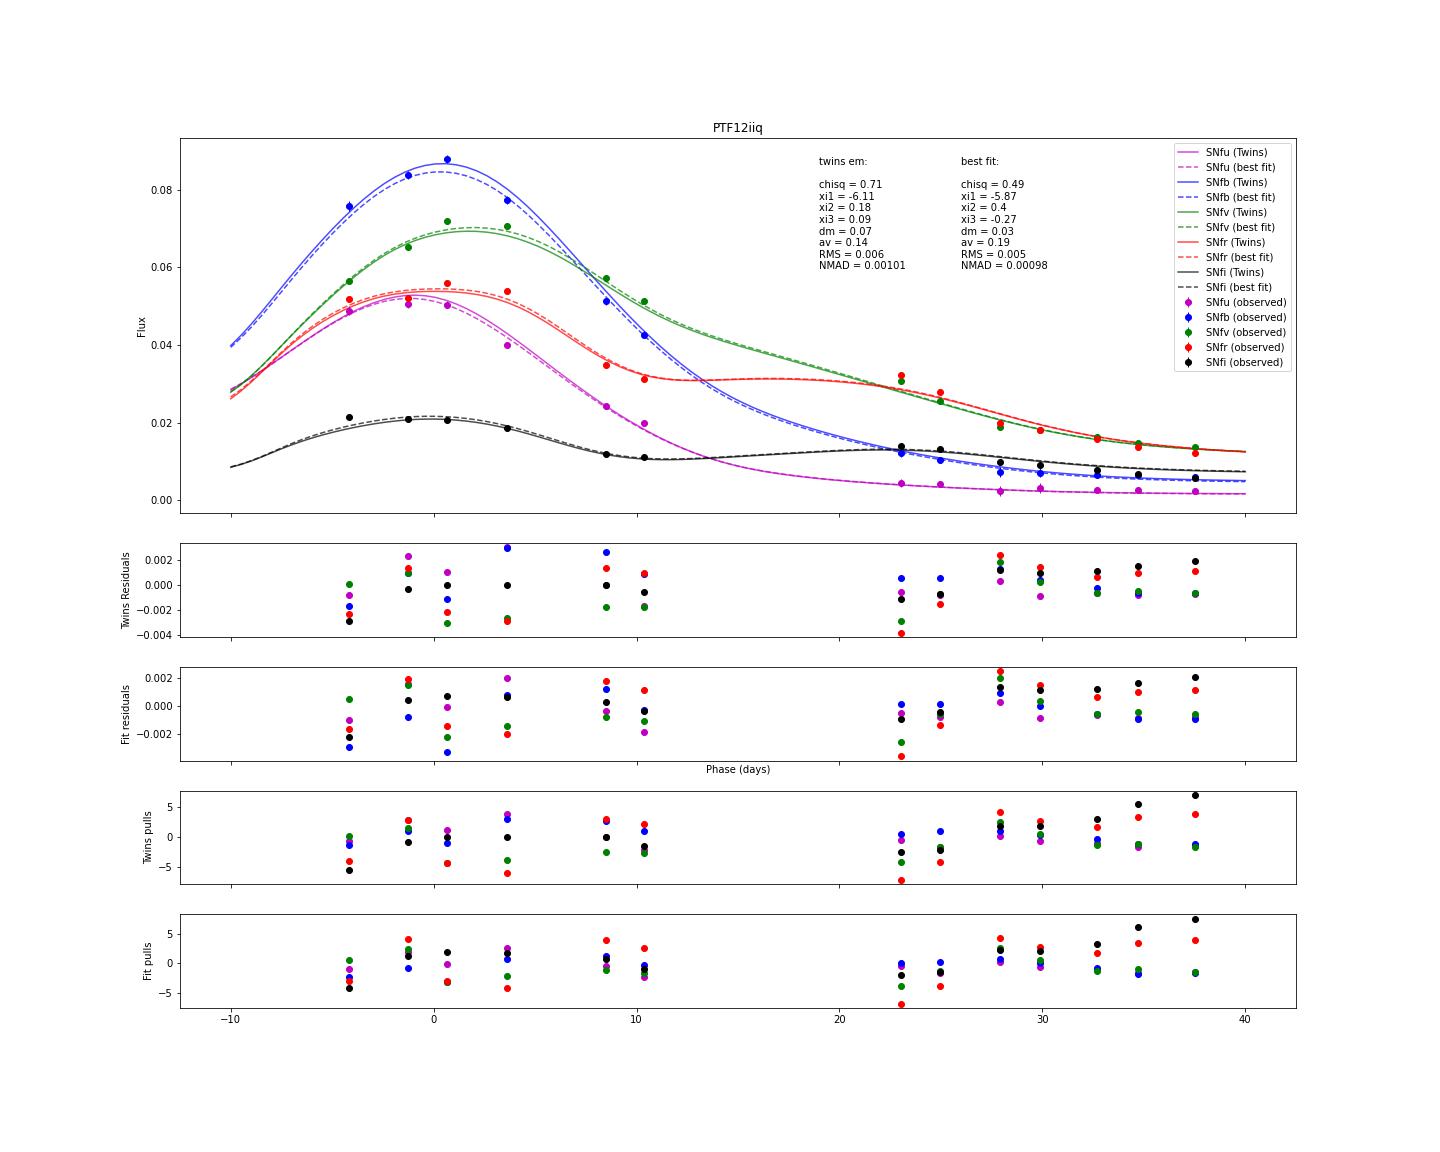 PTF12iiq
twins em:
chisq = 0.71
xi1 = -6.11
xi2 = 0.18
xi3 = 0.09
dm = 0.07
av = 0.14
RMS = 0.006
NMAD = 0.00101
best fit:
chisq = 0.49
xi1 = -5.87
xi2 = 0.4
xi3 = -0.27
dm = 0.03
av = 0.19
RMS = 0.005
NMAD = 0.00098
SNfu (Twins)
SNfu (best fit)
SNfb (Twins)
SNfb (best fit)
SNfv (Twins)
SNfv (best fit)
SNfr (Twins)
SNfr (best fit)
SNfi (Twins)
SNfi (best fit)
SNfu (observed)
SNfb (observed)
SNfv (observed)
SNfr (observed)
SNfi (observed)
Flux
0.08
0.06
0.04
0.02
0.00
Twins Residuals
0.002
0.000
−0.002
−0.004
Fit residuals
0.002
0.000
−0.002
Phase (days)
Twins pulls
5
0
−5
Fit pulls
5
0
−5
−10
0
10
20
30
40